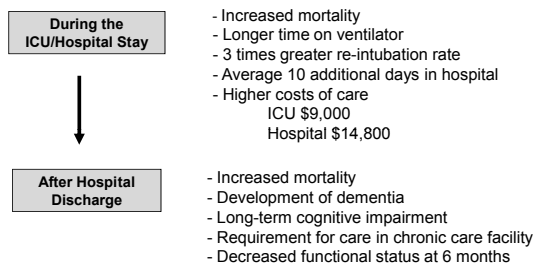 During the
ICU/Hospital Stay
- Increased mortality
- Longer time on ventilator
- 3 times greater re-intubation rate
- Average 10 additional days in hospital
- Higher costs of care
ICU $9,000
Hospital $14,800
After Hospital
Discharge
- Increased mortality
- Development of dementia
- Long-term cognitive impairment
- Requirement for care in chronic care facility
- Decreased functional status at 6 months